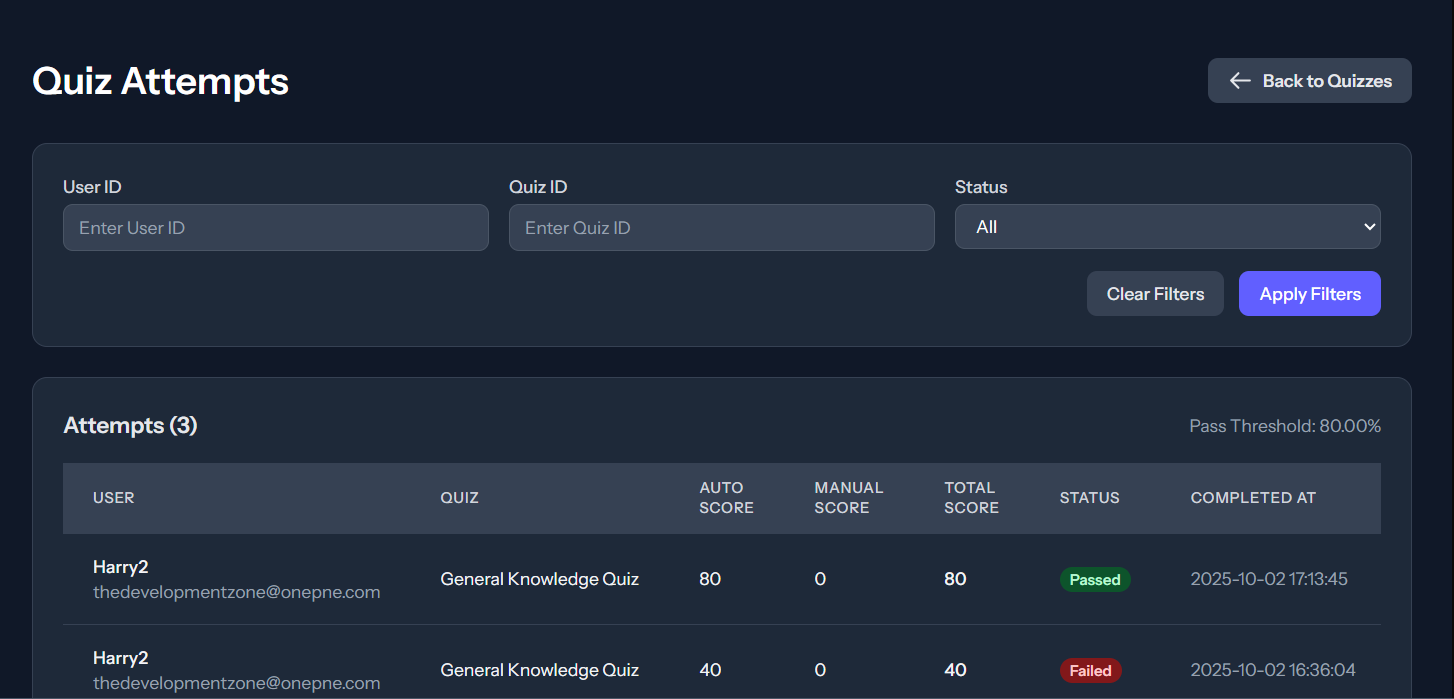 Quiz Attempts
← Back to Quizzes
User ID
Quiz ID
Status
Enter User ID
Enter Quiz ID
All
Clear Filters
Apply Filters
Attempts (3)
Pass Threshold: 80.00%
USER
QUIZ
AUTO
SCORE
MANUAL
SCORE
TOTAL
SCORE
STATUS
COMPLETED AT
Harry2
thedevelopmentzone@onepne.com
General Knowledge Quiz
80
0
80
Passed
2025-10-02 17:13:45
Harry2
thedevelopmentzone@onepne.com
General Knowledge Quiz
40
0
40
Failed
2025-10-02 16:36:04